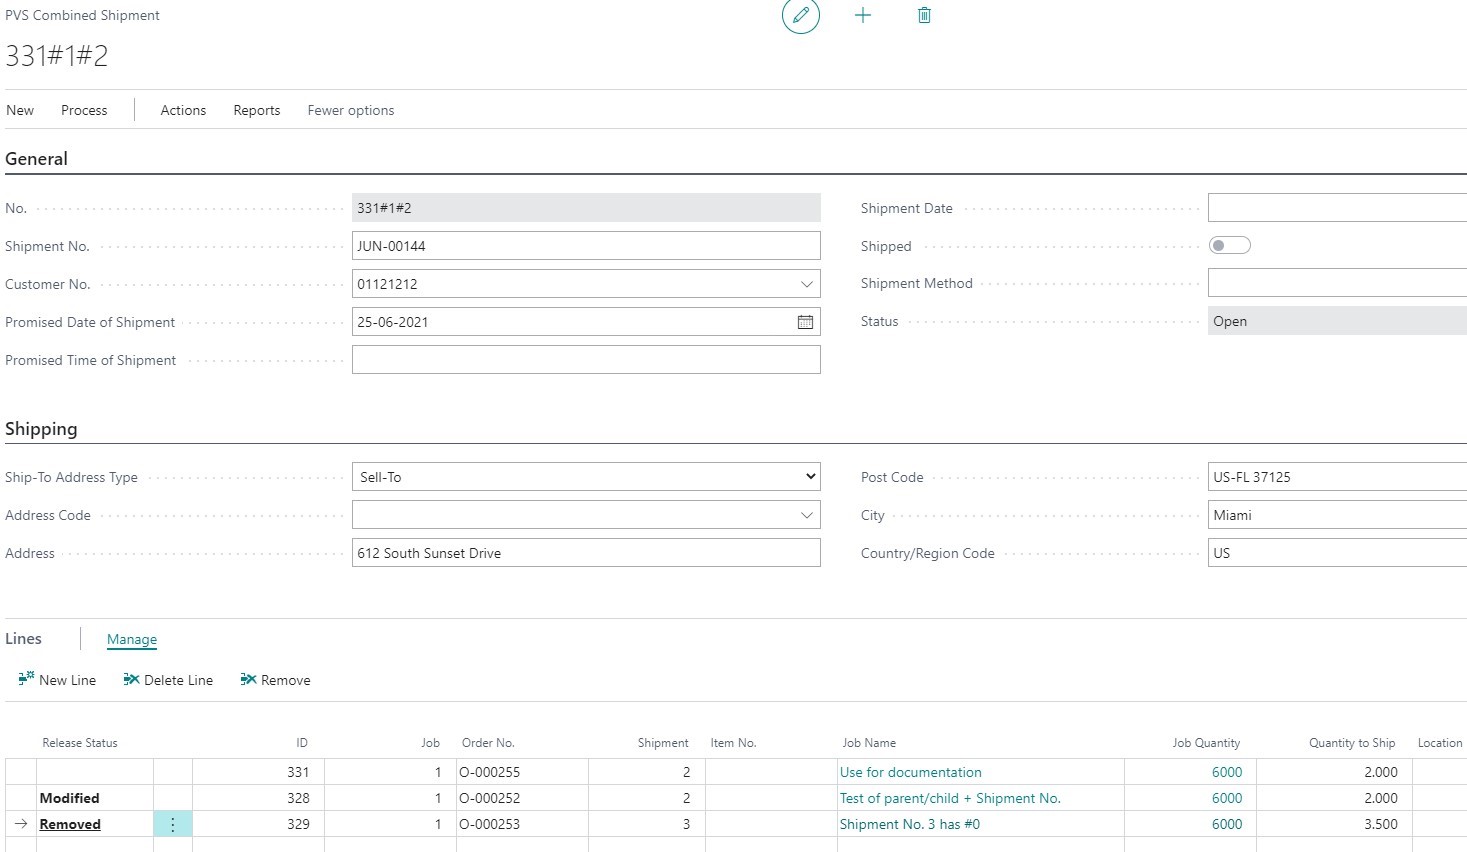 PVS Combined Shipment
331#1#2
New Process Actions Reports Fewer options
General
No. 331#1#2 Shipment Date
Shipment No. JUN-00144 Shipped
Customer No. 01121212 Shipment Method
Promised Date of Shipment 25-06-2021 Status Open
Promised Time of Shipment
Shipping
Ship-To Address Type Sell-To Post Code US-FL 37125
Address Code City Miami
Address 612 South Sunset Drive Country/Region Code US
Lines Manage
New Line Delete Line Remove
Release Status ID Job Order No. Shipment Item No. Job Name Job Quantity Quantity to Ship Location
331 1 O-000255 2 Use for documentation 6000 2.000
Modified 328 1 O-000252 2 Test of parent/child + Shipment No. 6000 2.000
Removed 329 1 O-000253 3 Shipment No. 3 has #0 6000 3.500